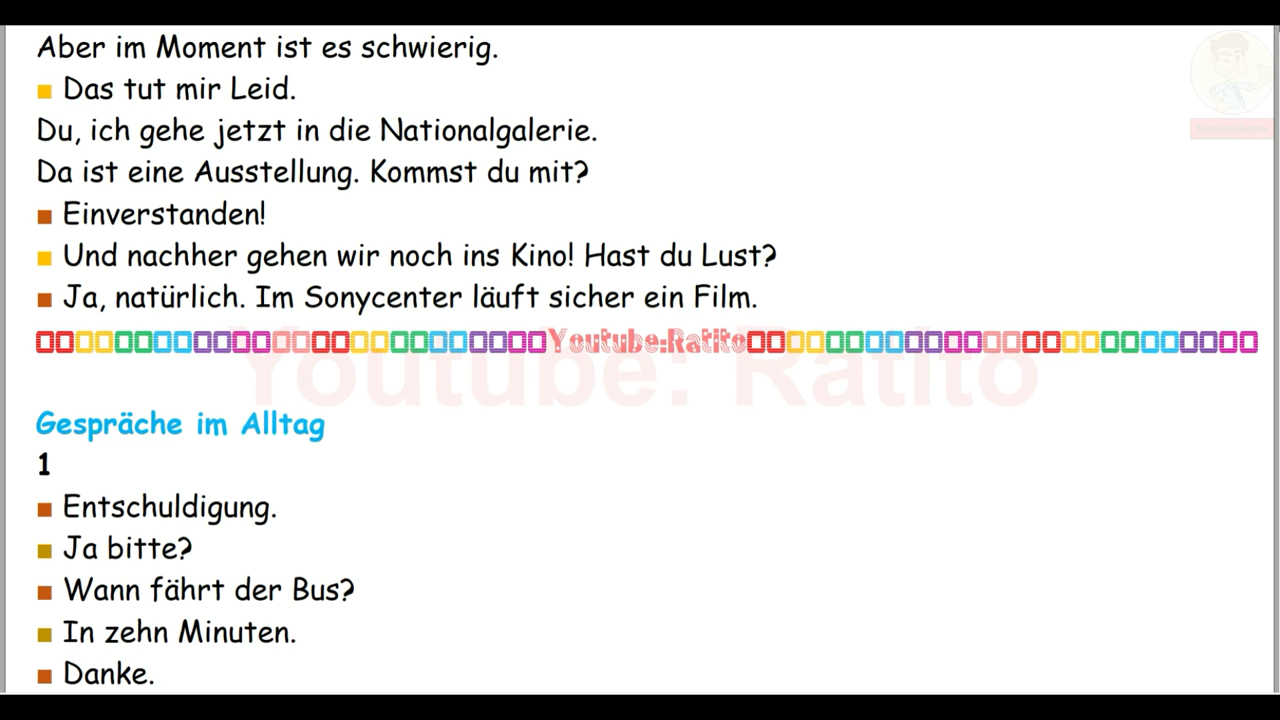 Aber im Moment ist es schwierig.
Das tut mir Leid.
Du, ich gehe jetzt in die Nationalgalerie.
Da ist eine Ausstellung. Kommst du mit?
Einverstanden!
Und nachher gehen wir noch ins Kino! Hast du Lust?
Ja, natürlich. Im Sonycenter läuft sicher ein Film.
Youtube:Ratito
Youtube: Ratito
Gespräche im Alltag
1
Entschuldigung.
Ja bitte?
Wann fährt der Bus?
In zehn Minuten.
Danke.